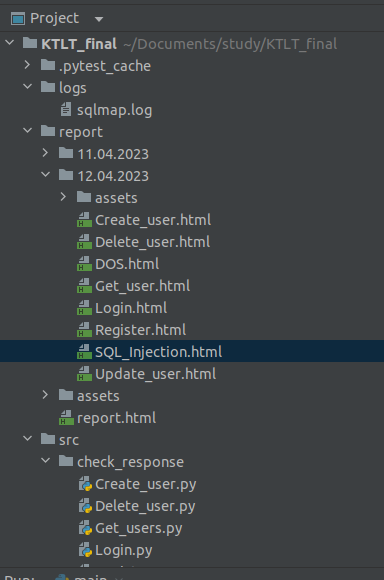 Project
KTLT_final ~/Documents/study/KTLT_final
.pytest_cache
logs
sqlmap.log
report
11.04.2023
12.04.2023
assets
Create_user.html
Delete_user.html
DOS.html
Get_user.html
Login.html
Register.html
SQL_Injection.html
Update_user.html
assets
report.html
src
check_response
Create_user.py
Delete_user.py
Get_users.py
Login.py